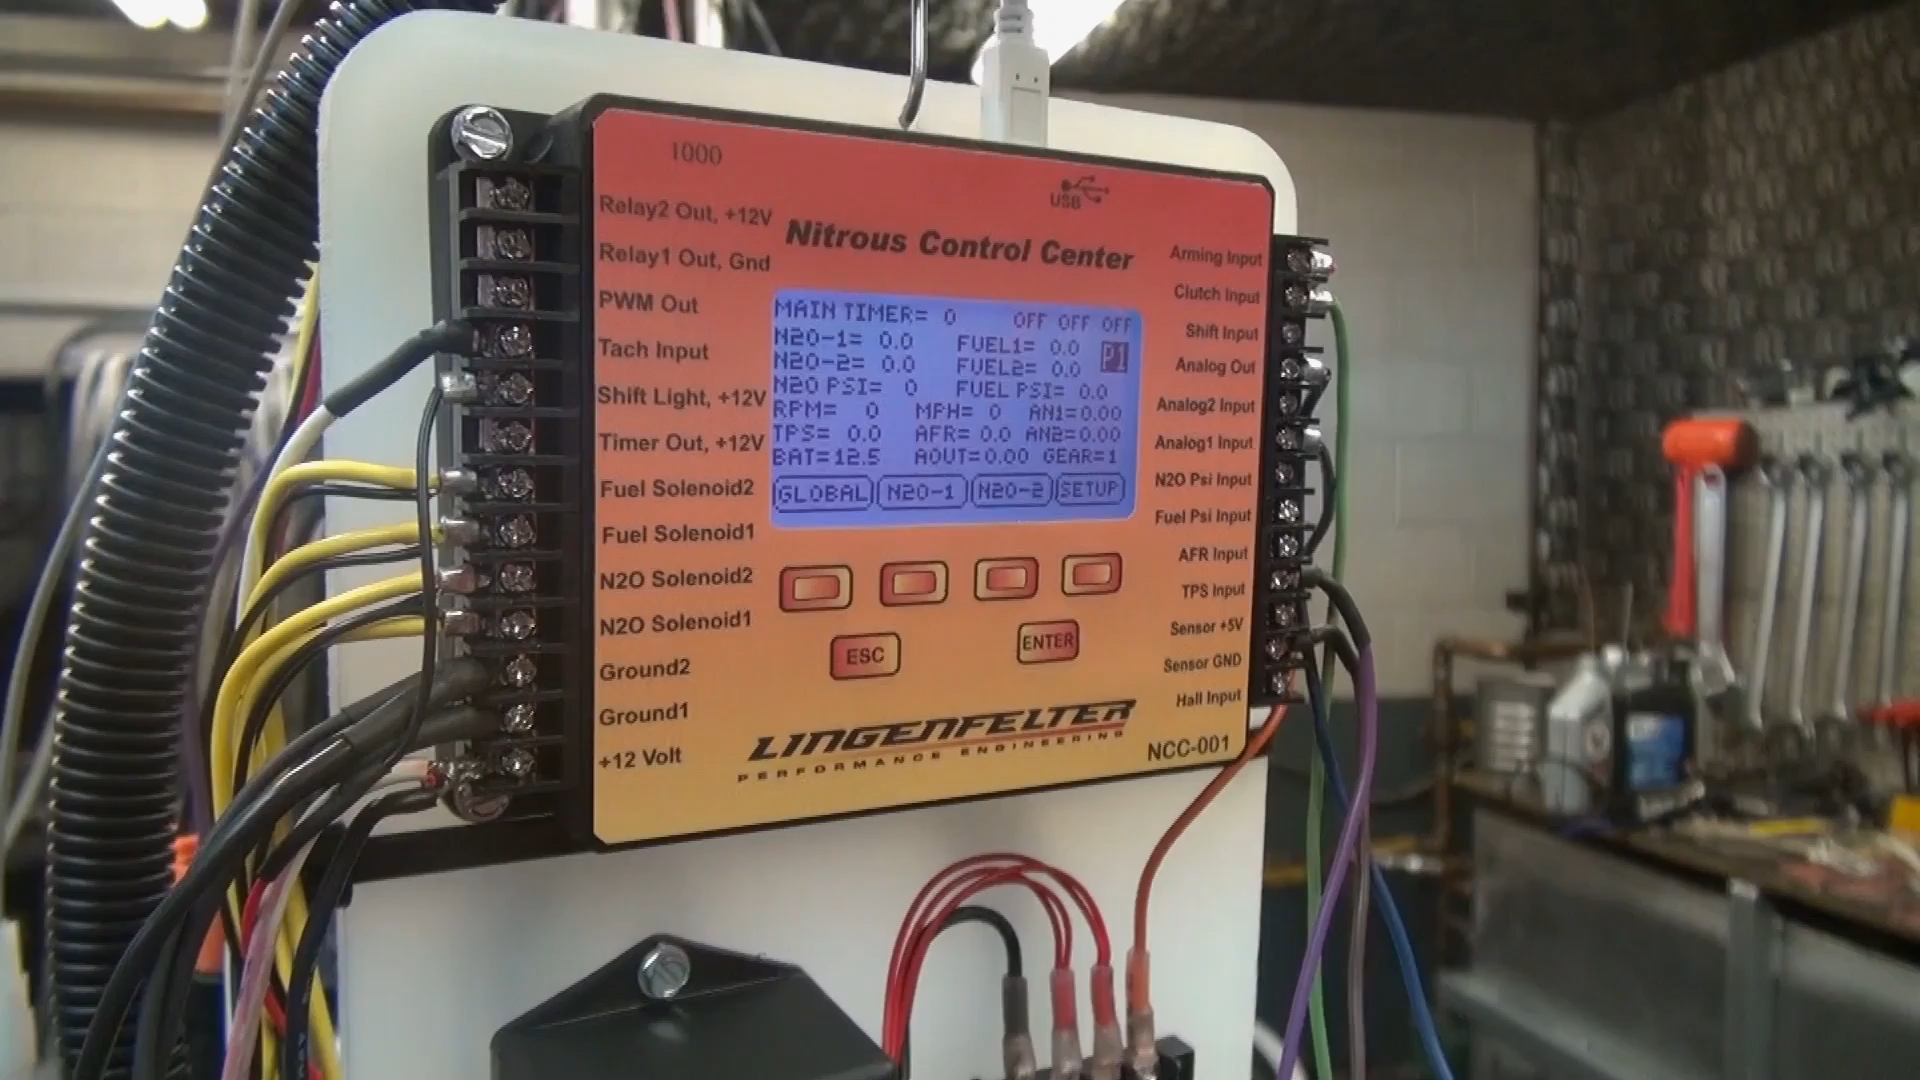 1000
USB
Nitrous Control Center
Relay2 Out, +12V
Relay1 Out, Gnd
PWM Out
Tach Input
Shift Light, +12V
Timer Out, +12V
Fuel Solenoid2
Fuel Solenoid1
N2O Solenoid2
N2O Solenoid1
Ground2
Ground1
+12 Volt
MAIN TIMER= 0 OFF OFF OFF
N2O-1= 0.0 FUEL1= 0.0 P1
N2O-2= 0.0 FUEL2= 0.0
N2O PSI= 0 FUEL PSI= 0.0
RPM= 0 MPH= 0 AN1=0.00
TPS= 0.0 AFR= 0.0 AN2=0.00
BAT=12.5 AOUT=0.00 GEAR=1
GLOBAL N2O-1 N2O-2 SETUP
ESC ENTER
Arming Input
Clutch Input
Shift Input
Analog Out
Analog2 Input
Analog1 Input
N2O Psi Input
Fuel Psi Input
AFR Input
TPS Input
Sensor +5V
Sensor GND
Hall Input
LINGENFELTER
PERFORMANCE ENGINEERING
NCC-001